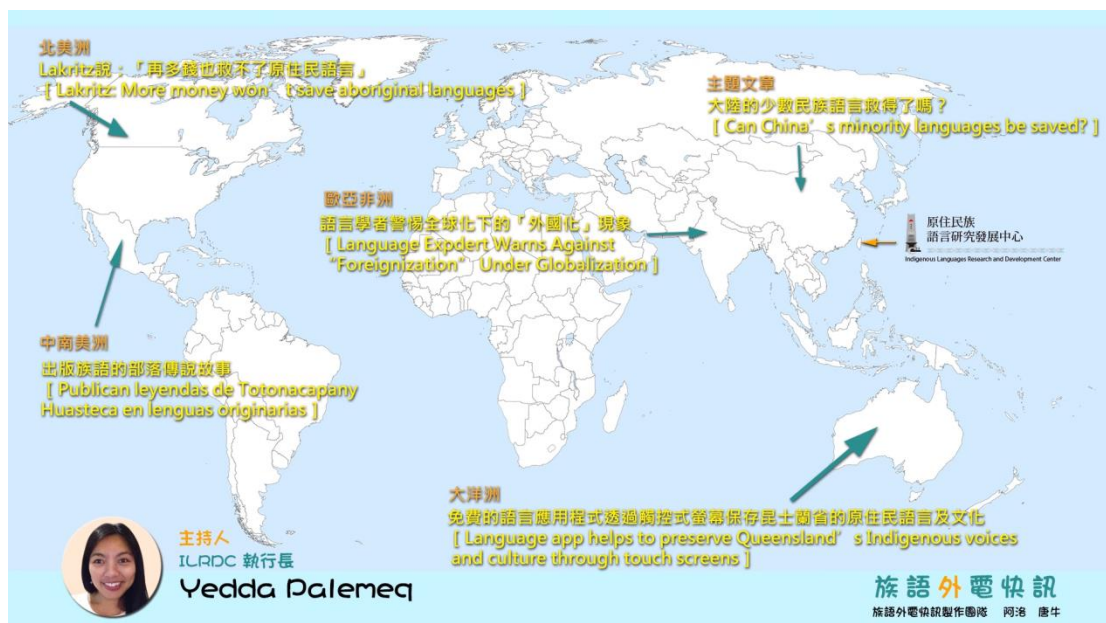 北美洲
Lakritz說：「再多錢也救不了原住民語言」
[ Lakritz: More money won't save aboriginal languages ]
主題文章
大陸的少數民族語言救得了嗎？
[ Can China's minority languages be saved? ]
歐亞非洲
語言學者警惕全球化下的「外國化」現象
[ Language Expdert Warns Against
"Foreignization" Under Globalization ]
原住民族
語言研究發展中心
Indigenous Languages Research and Development Center
中南美洲
出版族語的部落傳說故事
[ Publican leyendas de Totonacapany
Huasteca en lenguas originarias ]
大洋洲
免費的語言應用程式透過觸控式螢幕保存昆士蘭省的原住民語言及文化
[ Language app helps to preserve Queensland's Indigenous voices
and culture through touch screens ]
主持人
ILRDC 執行長
Yedda Palemeq
族語外電快訊
族語外電快訊製作團隊 阿洛 唐牛